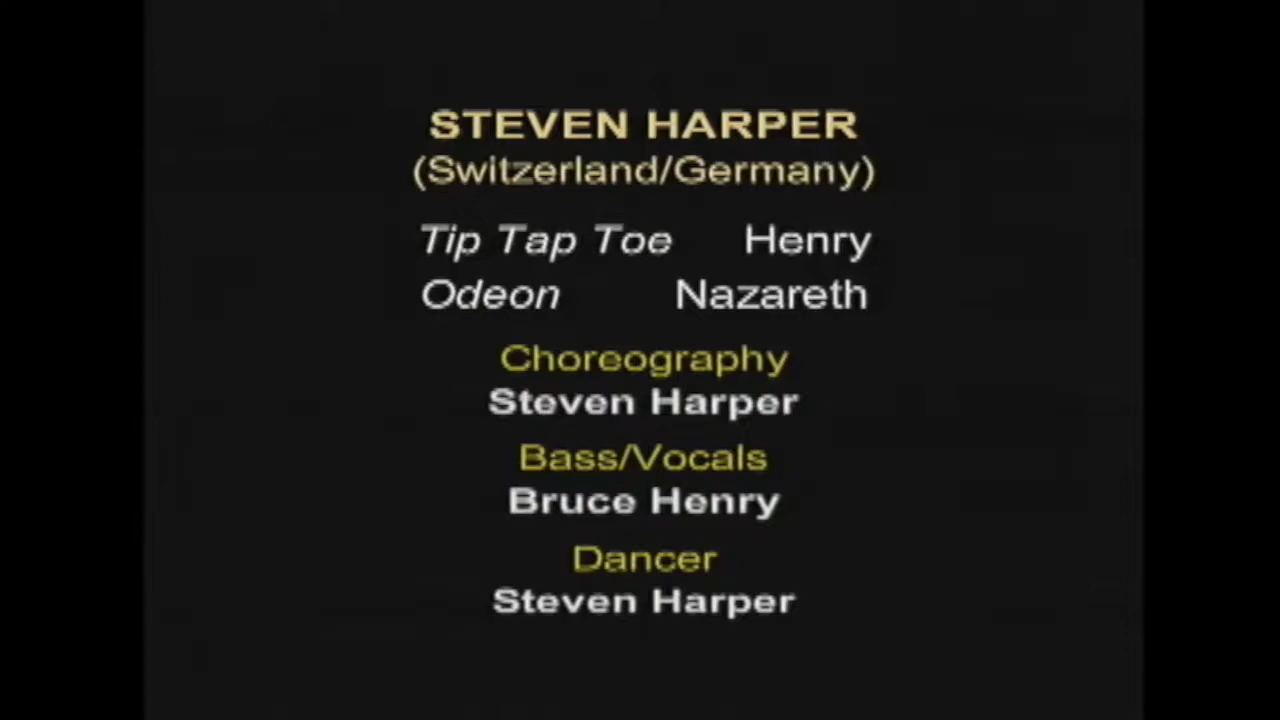 STEVEN HARPER
(Switzerland/Germany)
Tip Tap Toe Henry
Odeon Nazareth
Choreography
Steven Harper
Bass/Vocals
Bruce Henry
Dancer
Steven Harper